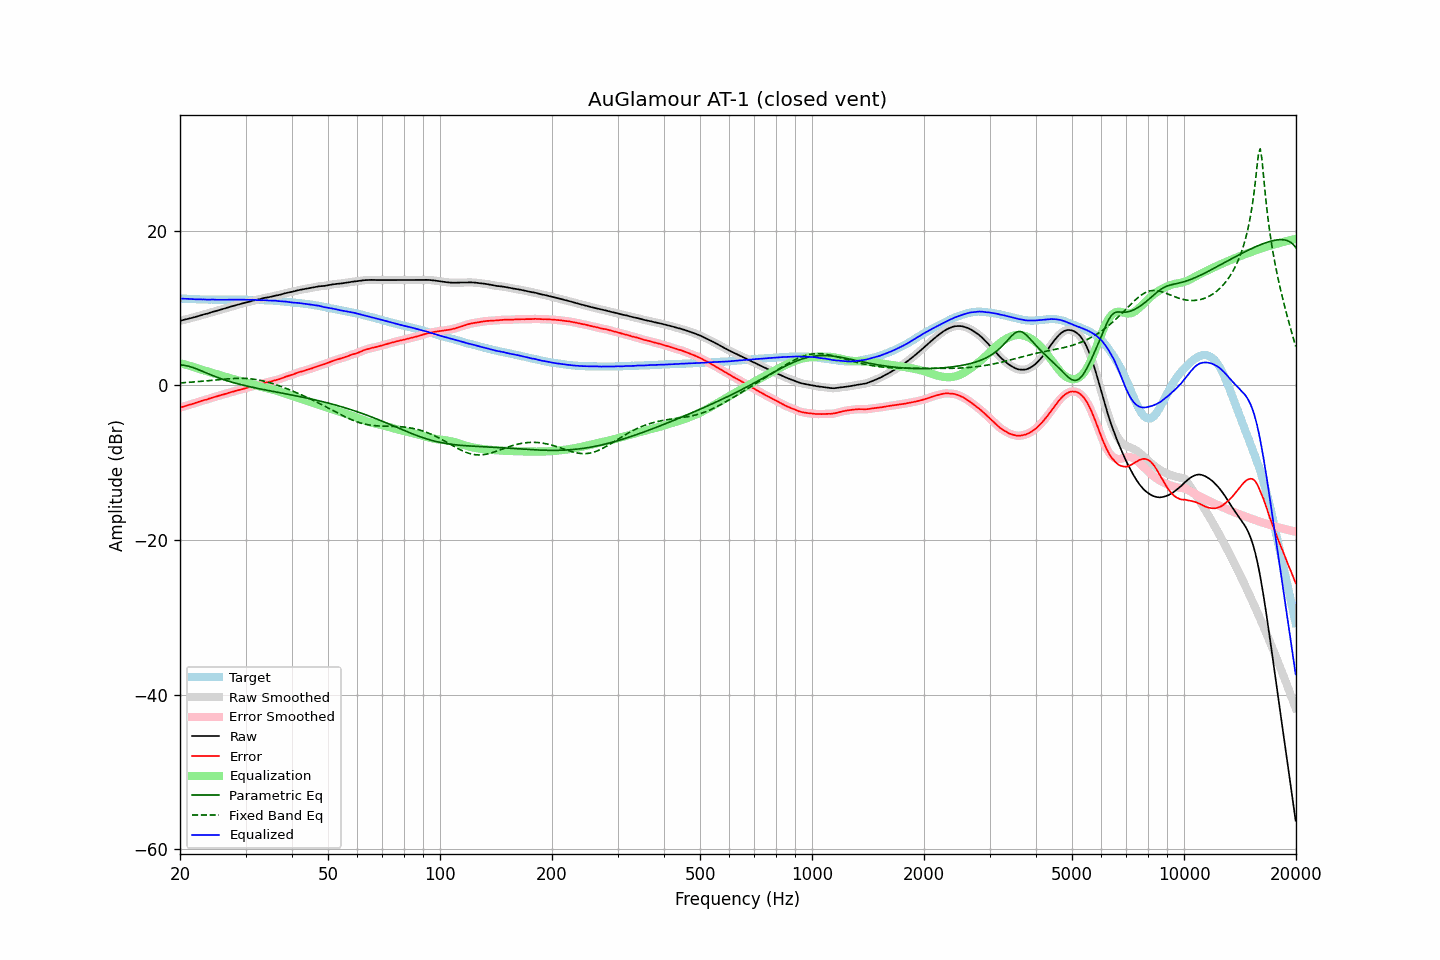 AuGlamour AT-1 (closed vent)
Amplitude (dBr)
20
0
−20
−40
−60
Target
Raw Smoothed
Error Smoothed
Raw
Error
Equalization
Parametric Eq
Fixed Band Eq
Equalized
20 50 100 200 500 1000 2000 5000 10000 20000
Frequency (Hz)